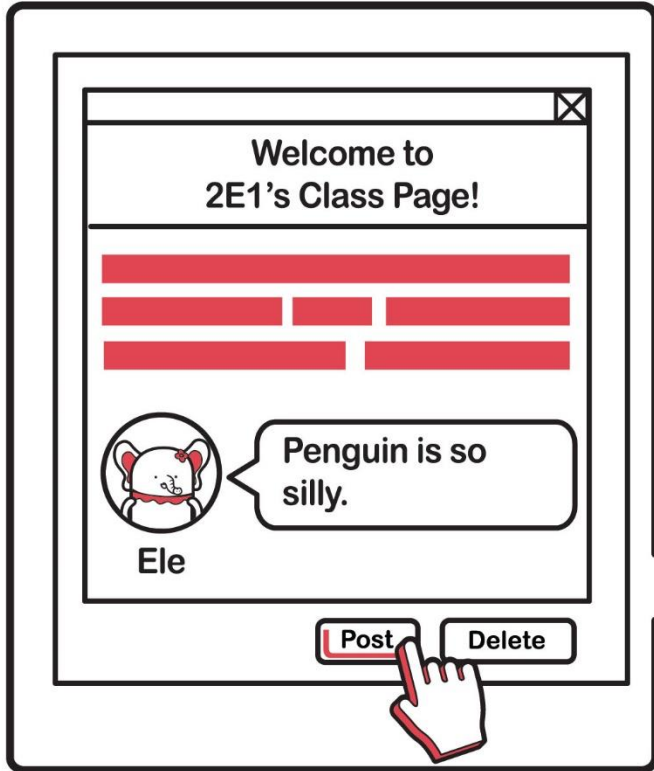 Welcome to
2E1's Class Page!
Penguin is so
silly.
Ele
Post
Delete